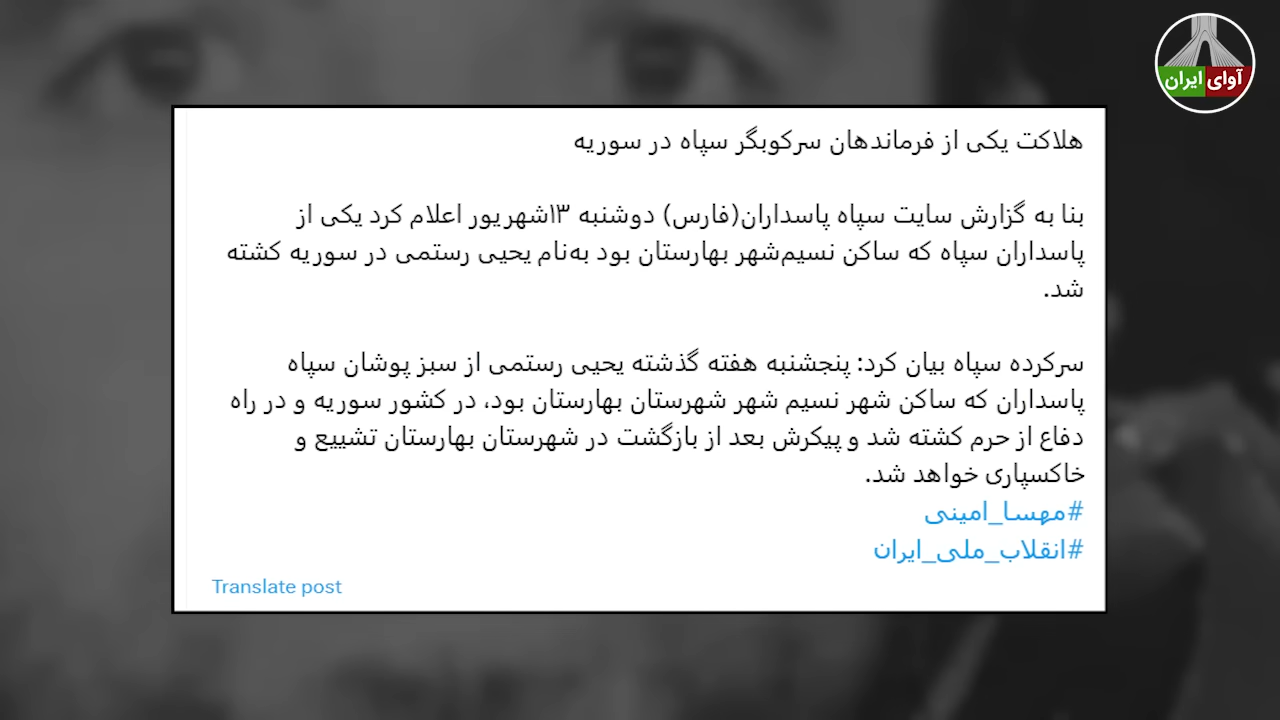 آوای ایران
هلاکت یکی از فرماندهان سرکوبگر سپاه در سوریه
بنا به گزارش سایت سپاه پاسداران(فارس) دوشنبه ۱۳شهریور اعلام کرد یکی از
پاسداران سپاه که ساکن نسیم‌شهر بهارستان بود به‌نام یحیی رستمی در سوریه کشته
شد.
سرکرده سپاه بیان کرد: پنجشنبه هفته گذشته یحیی رستمی از سبز پوشان سپاه
پاسداران که ساکن شهر نسیم شهر شهرستان بهارستان بود، در کشور سوریه و در راه
دفاع از حرم کشته شد و پیکرش بعد از بازگشت در شهرستان بهارستان تشییع و
خاکسپاری خواهد شد.
#مهسا_امینی
#انقلاب_ملی_ایران
Translate post